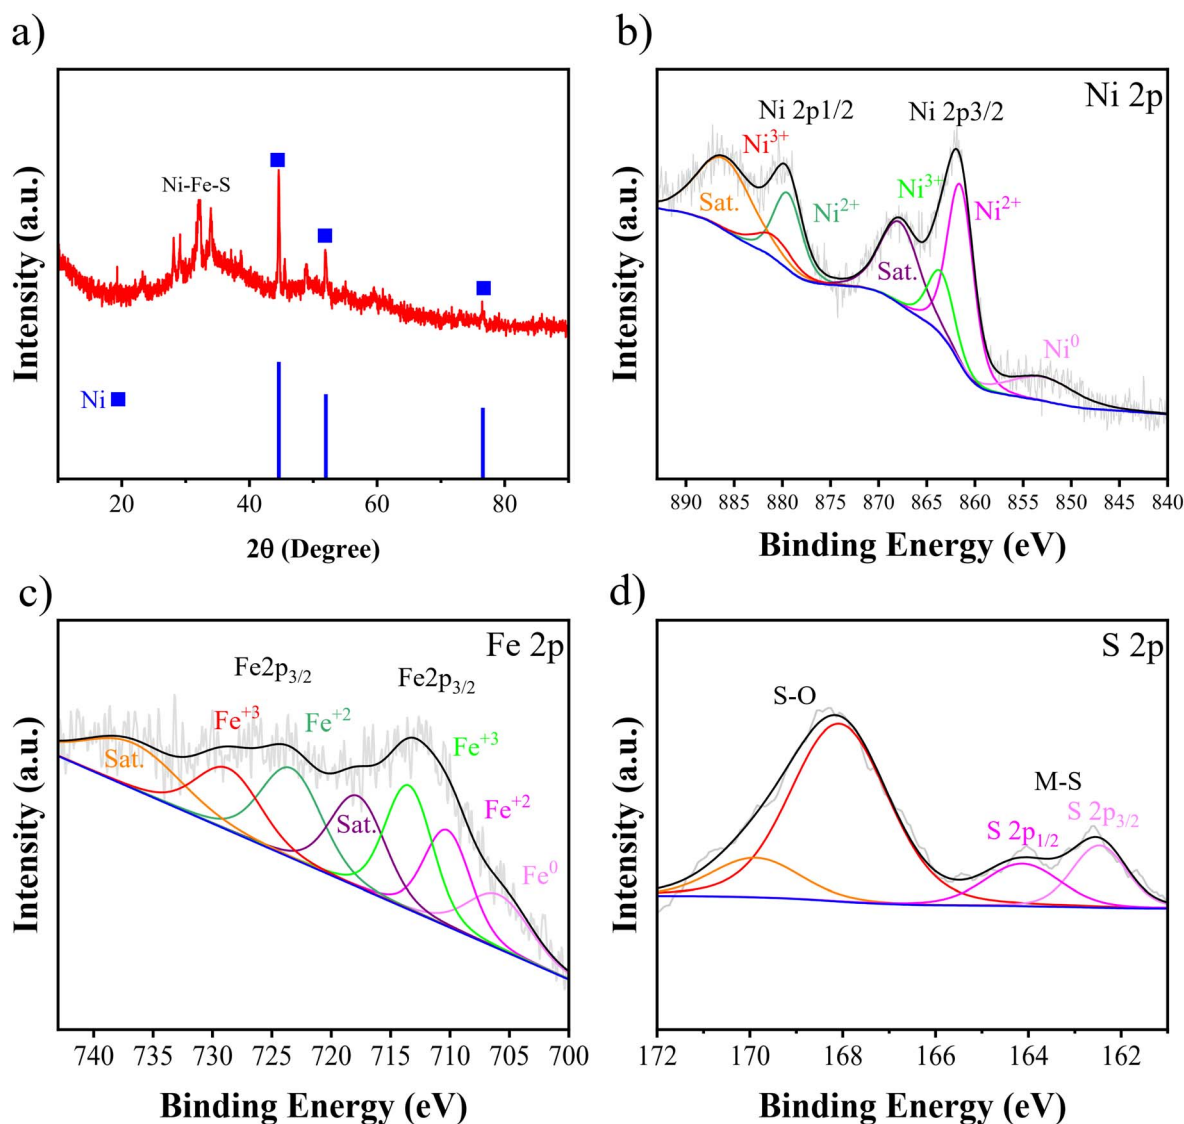 a)
Intensity (a.u.)
Ni-Fe-S
Ni
20 40 60 80
2θ (Degree)
b)
Ni 2p
Intensity (a.u.)
Ni 2p1/2
Ni 2p3/2
Ni³⁺
Ni²⁺
Sat.
Ni³⁺
Ni²⁺
Sat.
Ni⁰
890 885 880 875 870 865 860 855 850 845 840
Binding Energy (eV)
c)
Fe 2p
Intensity (a.u.)
Fe2p₃/₂
Fe2p₃/₂
Fe⁺³
Fe⁺²
Fe⁺³
Sat.
Fe⁺²
Sat.
Fe⁰
740 735 730 725 720 715 710 705 700
Binding Energy (eV)
d)
S 2p
Intensity (a.u.)
S-O
M-S
S 2p₃/₂
S 2p₁/₂
172 170 168 166 164 162
Binding Energy (eV)